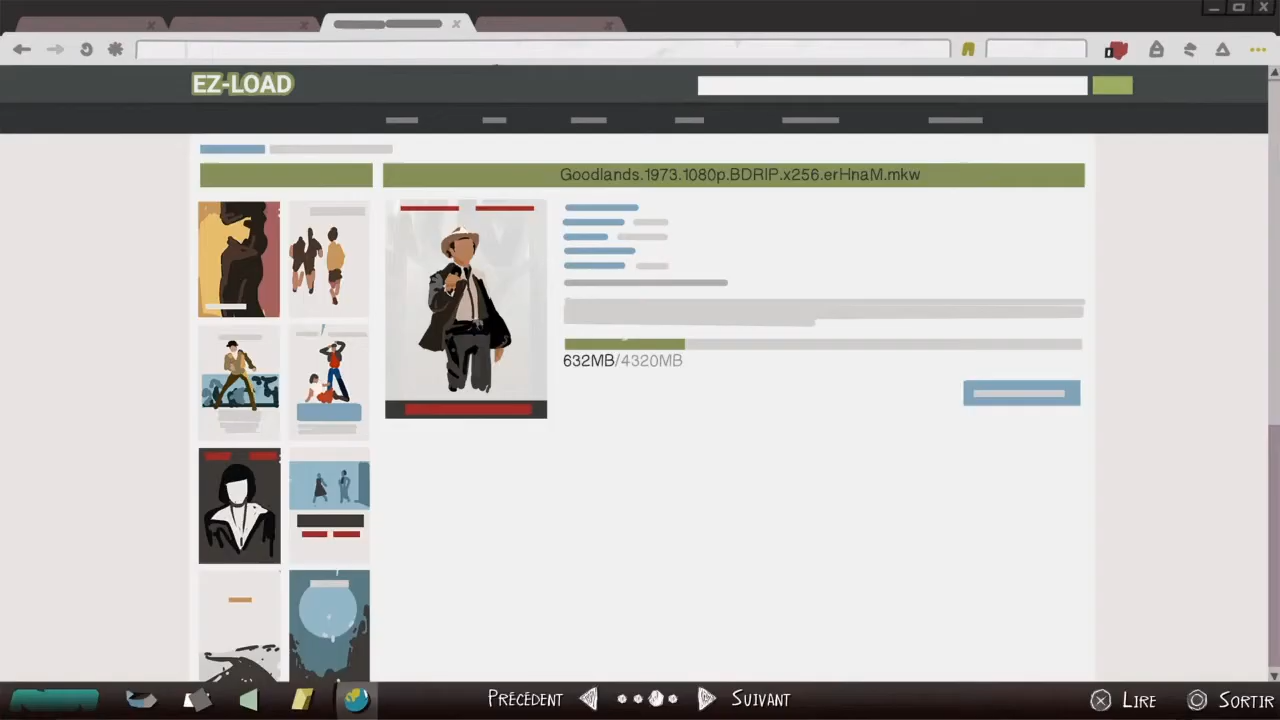 EZ-LOAD
Goodlands.1973.1080p.BDRIP.x256.erHnaM.mkw
632MB/4320MB
PRÉCÉDENT SUIVANT LIRE SORTIR